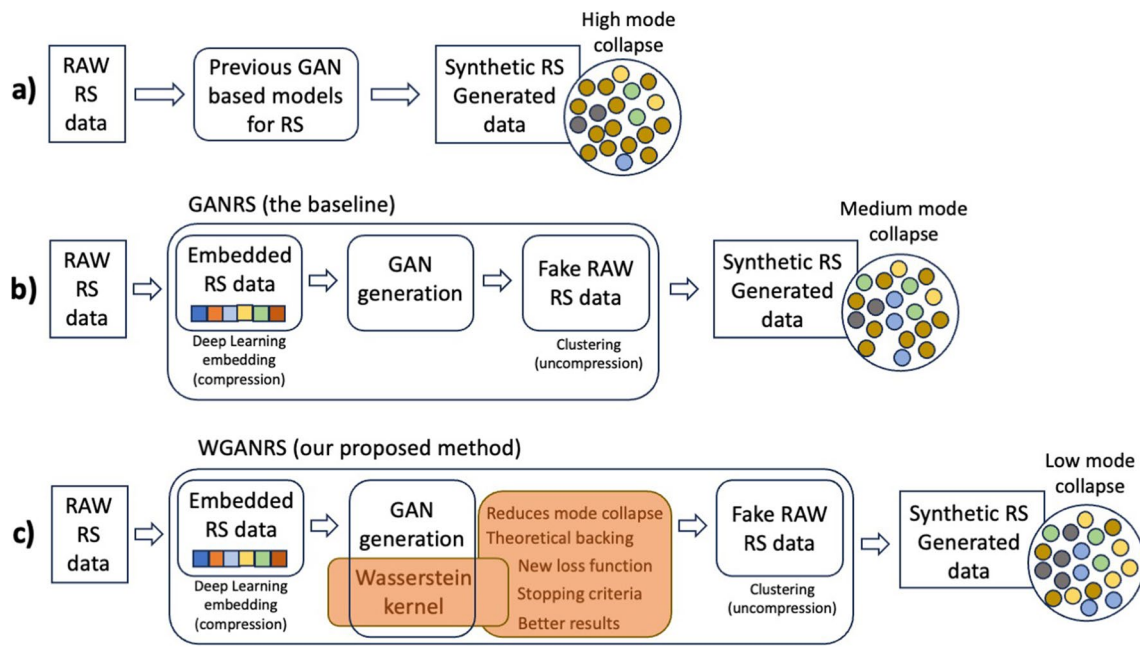 High mode
collapse
a)
RAW
RS
data
Previous GAN
based models
for RS
Synthetic RS
Generated
data
GANRS (the baseline)
Medium mode
collapse
b)
RAW
RS
data
Embedded
RS data
Deep Learning
embedding
(compression)
GAN
generation
Fake RAW
RS data
Clustering
(uncompression)
Synthetic RS
Generated
data
WGANRS (our proposed method)
Low mode
collapse
c)
RAW
RS
data
Embedded
RS data
Deep Learning
embedding
(compression)
GAN
generation
Wasserstein
kernel
Reduces mode collapse
Theoretical backing
New loss function
Stopping criteria
Better results
Fake RAW
RS data
Clustering
(uncompression)
Synthetic RS
Generated
data